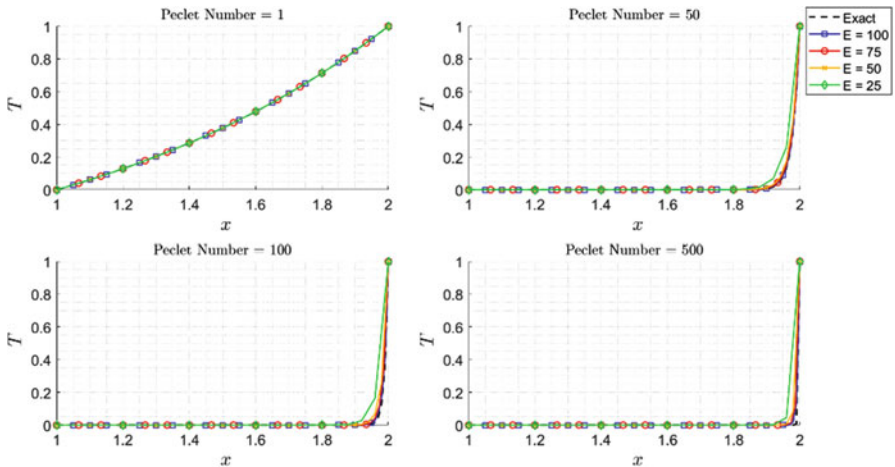 Peclet Number = 1
Peclet Number = 50
Exact
E = 100
E = 75
E = 50
E = 25
1
0.8
0.6
0.4
0.2
0
T
1 1.2 1.4 1.6 1.8 2
x
1
0.8
0.6
0.4
0.2
0
T
1 1.2 1.4 1.6 1.8 2
x
Peclet Number = 100
Peclet Number = 500
1
0.8
0.6
0.4
0.2
0
T
1 1.2 1.4 1.6 1.8 2
x
1
0.8
0.6
0.4
0.2
0
T
1 1.2 1.4 1.6 1.8 2
x